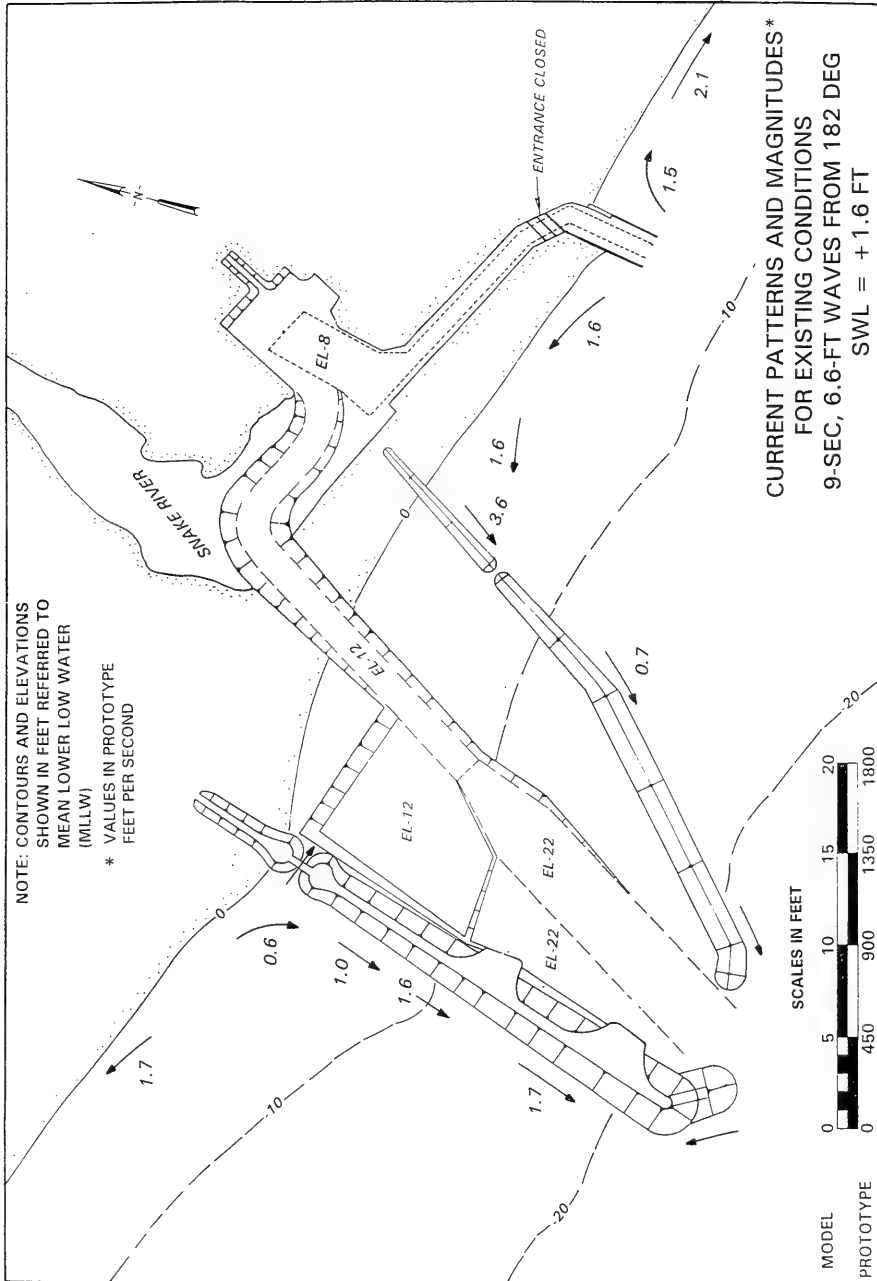 NOTE: CONTOURS AND ELEVATIONS
SHOWN IN FEET REFERRED TO
MEAN LOWER LOW WATER
(MLLW)
* VALUES IN PROTOTYPE
FEET PER SECOND
-N-
SNAKE RIVER
EL-8
ENTRANCE CLOSED
0
0
EL-12
EL-12
EL-22
EL-22
0.6
1.0
1.6
1.7
1.7
3.6
1.6
1.6
1.5
2.1
0.7
-10
-10
-20
-20
CURRENT PATTERNS AND MAGNITUDES*
FOR EXISTING CONDITIONS
9-SEC, 6.6-FT WAVES FROM 182 DEG
SWL = +1.6 FT
SCALES IN FEET
MODEL 0 5 10 15 20
PROTOTYPE 0 450 900 1350 1800